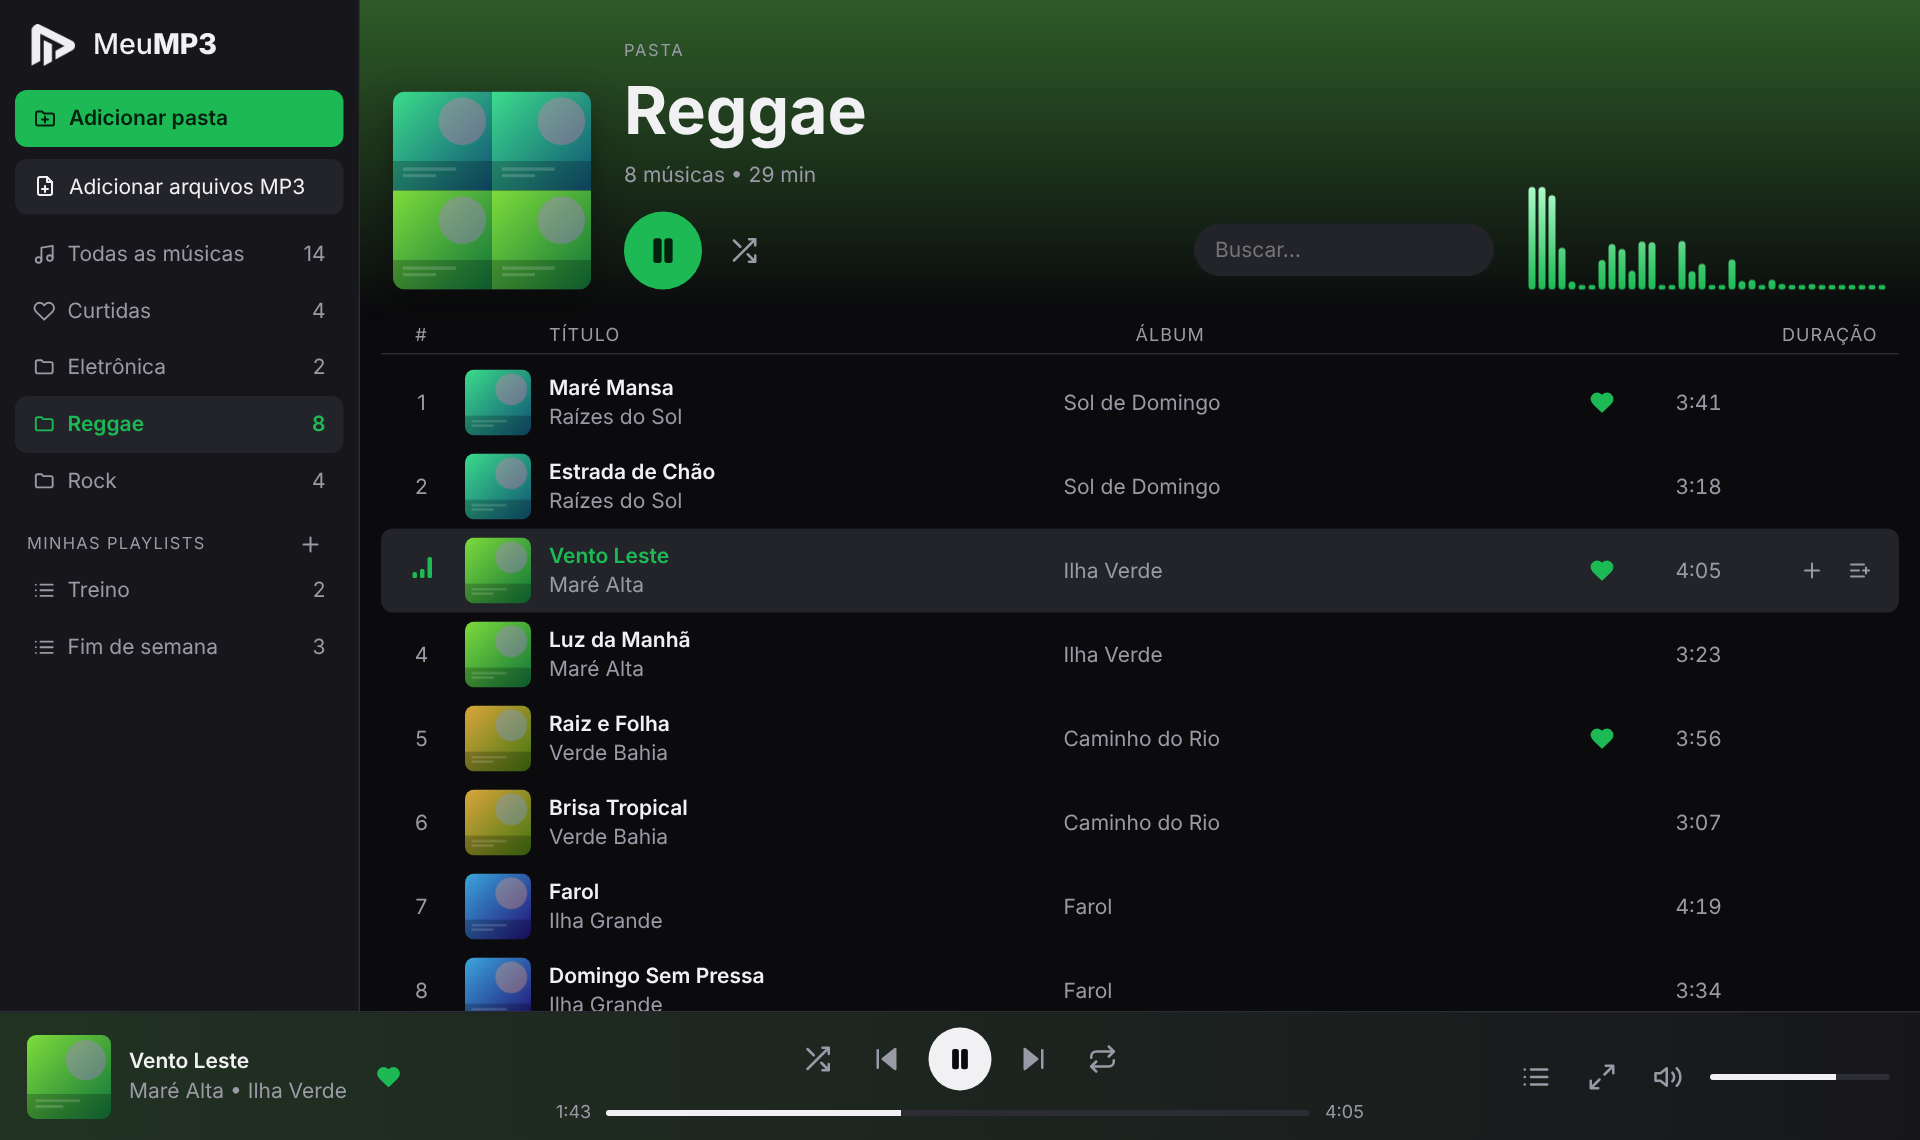 MeuMP3
Adicionar pasta
Adicionar arquivos MP3
Todas as músicas 14
Curtidas 4
Eletrônica 2
Reggae 8
Rock 4
MINHAS PLAYLISTS
Treino 2
Fim de semana 3
PASTA
Reggae
8 músicas • 29 min
Buscar...
# TÍTULO ÁLBUM DURAÇÃO
1 Maré Mansa Sol de Domingo 3:41
Raízes do Sol
2 Estrada de Chão Sol de Domingo 3:18
Raízes do Sol
Vento Leste Ilha Verde 4:05
Maré Alta
4 Luz da Manhã Ilha Verde 3:23
Maré Alta
5 Raiz e Folha Caminho do Rio 3:56
Verde Bahia
6 Brisa Tropical Caminho do Rio 3:07
Verde Bahia
7 Farol Farol 4:19
Ilha Grande
8 Domingo Sem Pressa Farol 3:34
Ilha Grande
Vento Leste
Maré Alta • Ilha Verde
1:43 4:05